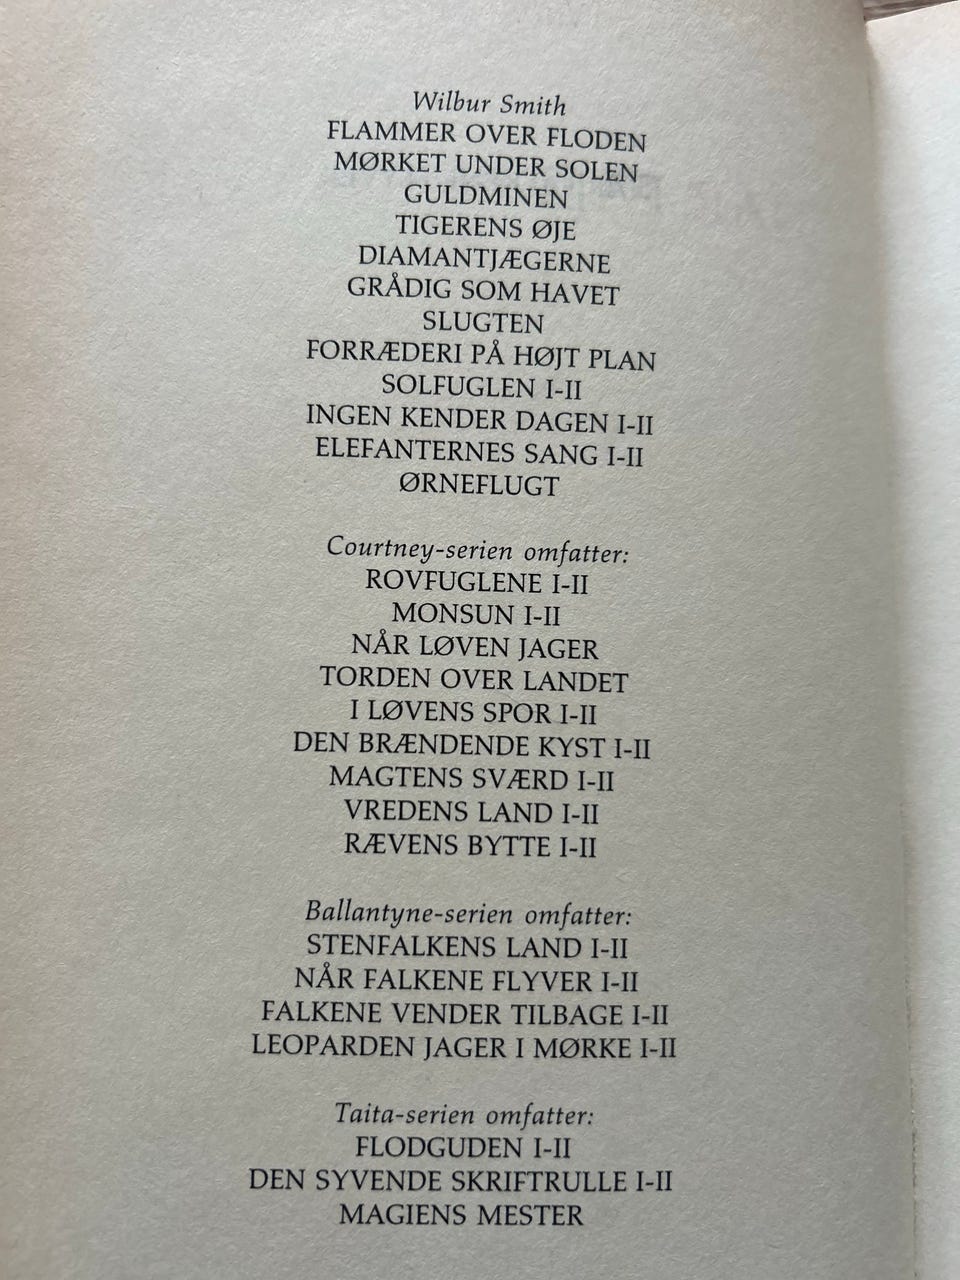 Wilbur Smith
FLAMMER OVER FLODEN
MØRKET UNDER SOLEN
GULDMINEN
TIGERENS ØJE
DIAMANTJÆGERNE
GRÅDIG SOM HAVET
SLUGTEN
FORRÆDERI PÅ HØJT PLAN
SOLFUGLEN I-II
INGEN KENDER DAGEN I-II
ELEFANTERNES SANG I-II
ØRNEFLUGT
Courtney-serien omfatter:
ROVFUGLENE I-II
MONSUN I-II
NÅR LØVEN JAGER
TORDEN OVER LANDET
I LØVENS SPOR I-II
DEN BRÆNDENDE KYST I-II
MAGTENS SVÆRD I-II
VREDENS LAND I-II
RÆVENS BYTTE I-II
Ballantyne-serien omfatter:
STENFALKENS LAND I-II
NÅR FALKENE FLYVER I-II
FALKENE VENDER TILBAGE I-II
LEOPARDEN JAGER I MØRKE I-II
Taita-serien omfatter:
FLODGUDEN I-II
DEN SYVENDE SKRIFTRULLE I-II
MAGIENS MESTER